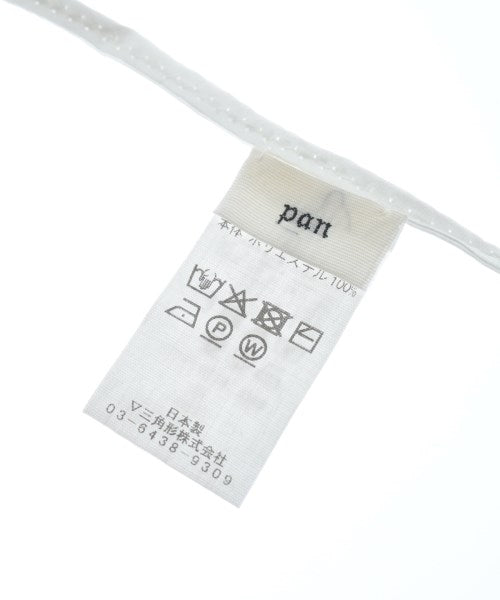 pan
本体 ポリエステル 100%
P W
日本製
▽三角形株式会社
03-6438-9309